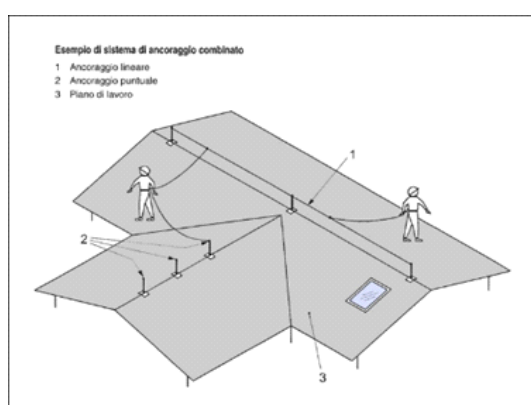 Esempio di sistema di ancoraggio combinato
1 Ancoraggio lineare
2 Ancoraggio puntuale
3 Piano di lavoro
1
2
3